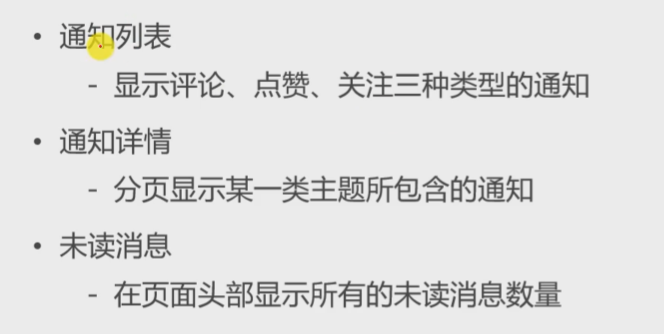 • 通知列表
- 显示评论、点赞、关注三种类型的通知
• 通知详情
- 分页显示某一类主题所包含的通知
• 未读消息
- 在页面头部显示所有的未读消息数量